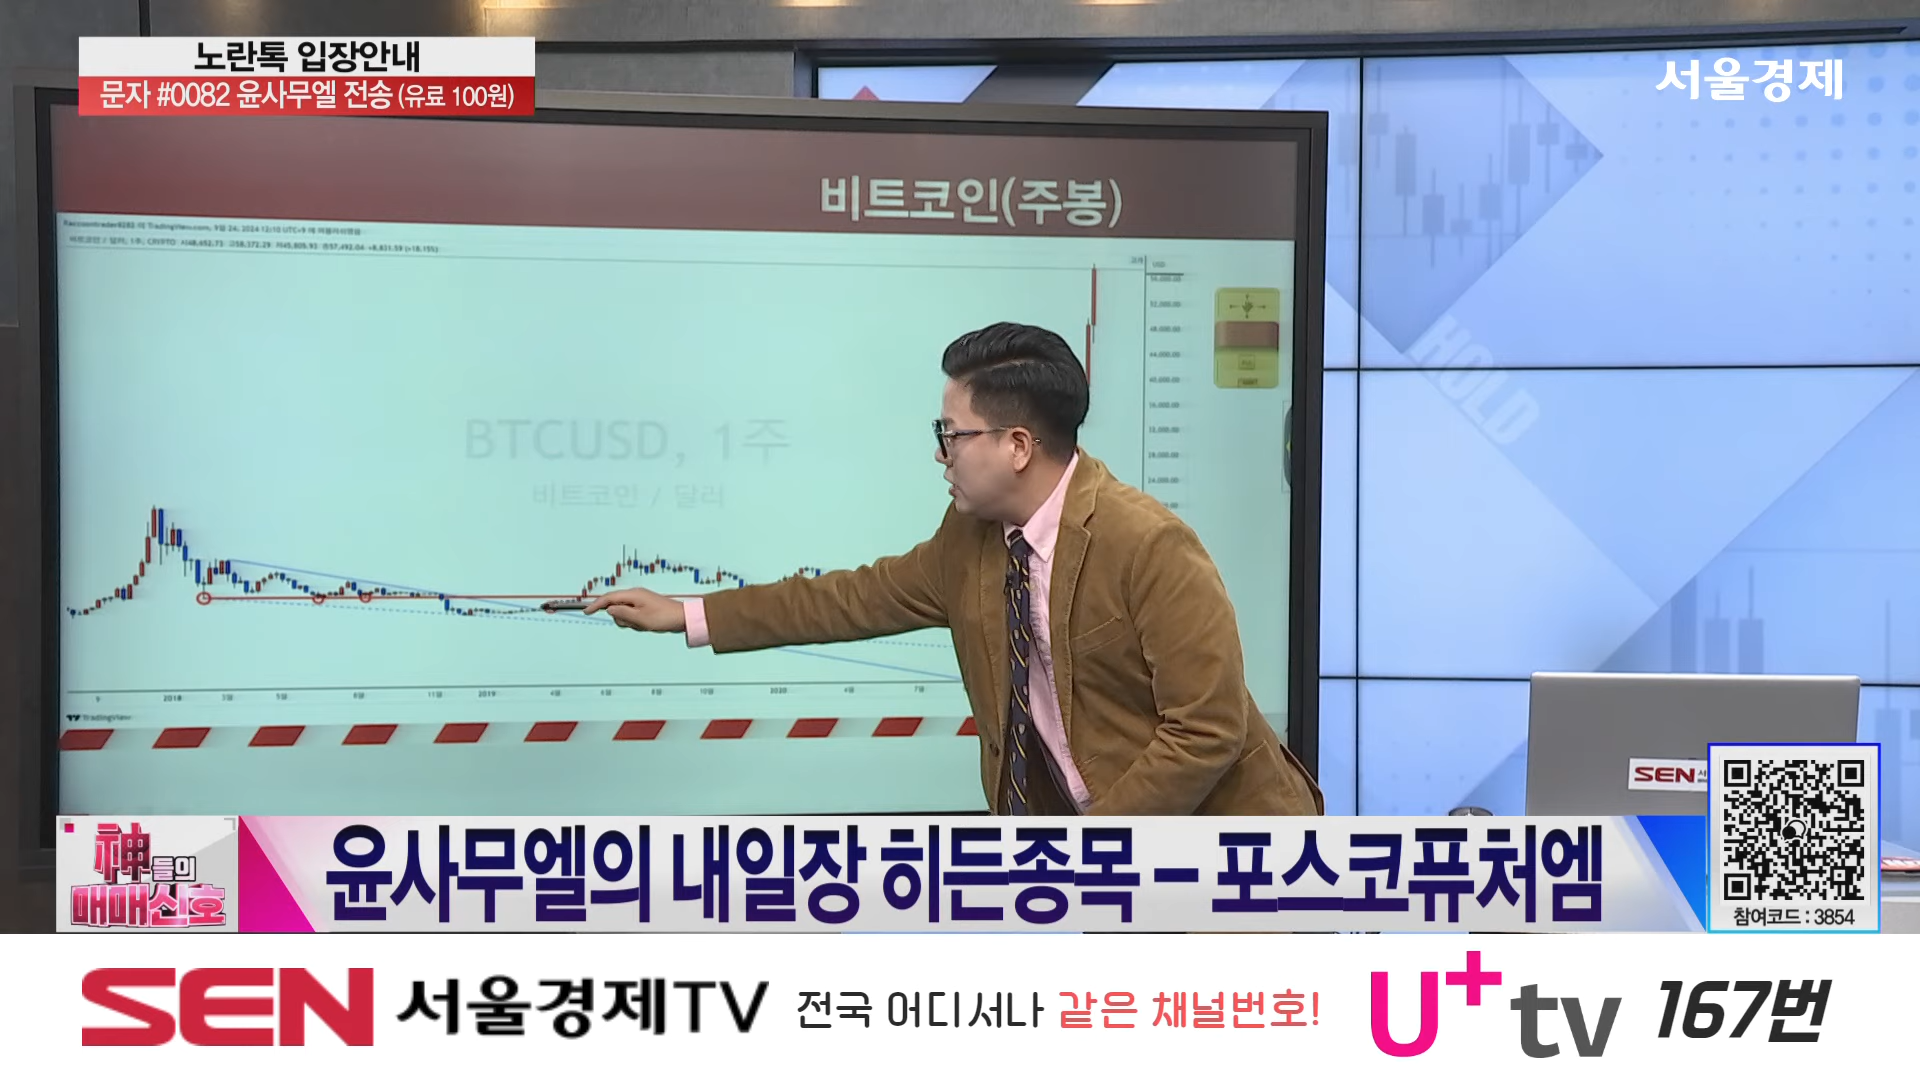 노란톡 입장안내
문자 #0082 윤사무엘 전송 (유료 100원)
서울경제
비트코인(주봉)
BTCUSD, 1주
비트코인 / 달러
HOLD
USD
2018
2019
2020
TradingView
SEN
神들의
매매신호
윤사무엘의 내일장 히든종목 - 포스코퓨처엠
참여코드 : 3854
SEN 서울경제TV 전국 어디서나 같은 채널번호! U+tv 167번